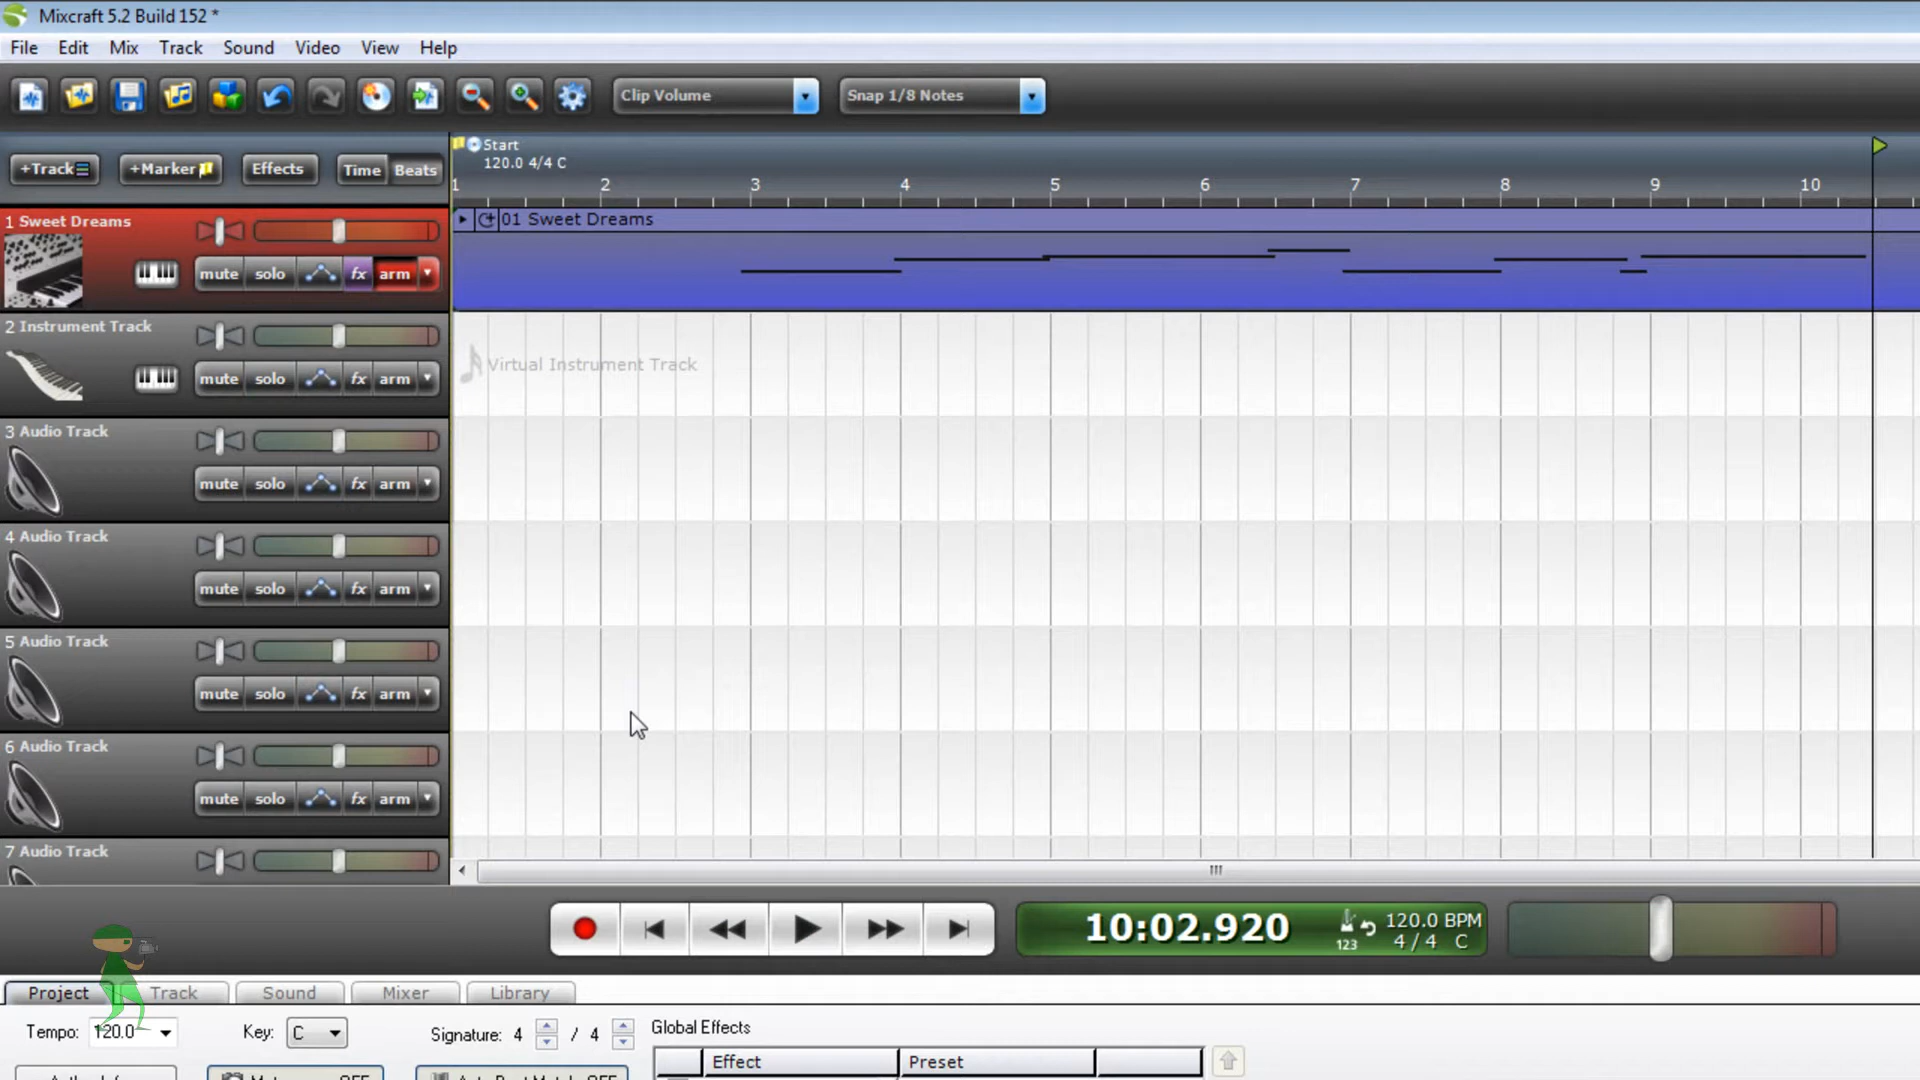 Mixcraft 5.2 Build 152 *
File Edit Mix Track Sound Video View Help
Clip Volume Snap 1/8 Notes
+Track +Marker Effects Time Beats
Start
120.0 4/4 C
1 2 3 4 5 6 7 8 9 10
1 Sweet Dreams
mute solo fx arm
01 Sweet Dreams
2 Instrument Track
mute solo fx arm
Virtual Instrument Track
3 Audio Track
mute solo fx arm
4 Audio Track
mute solo fx arm
5 Audio Track
mute solo fx arm
6 Audio Track
mute solo fx arm
7 Audio Track
10:02.920
123
120.0 BPM
4 / 4 C
Project Track Sound Mixer Library
Tempo: 120.0 Key: C Signature: 4 / 4 Global Effects
Effect Preset